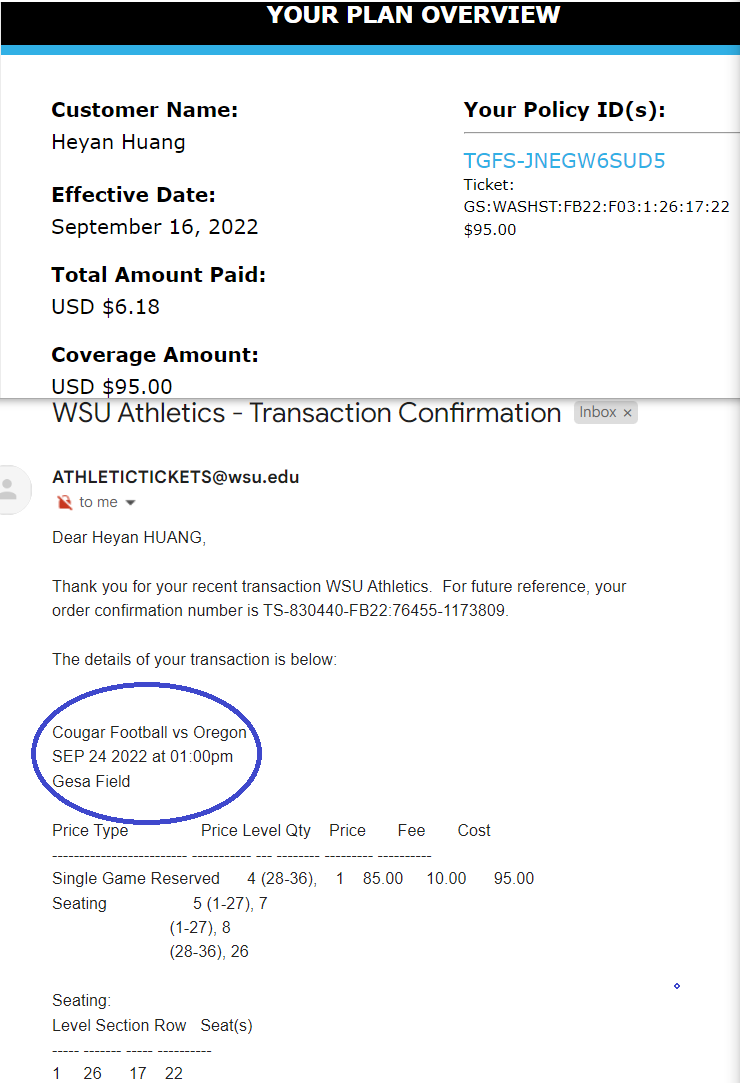 YOUR PLAN OVERVIEW
Customer Name:
Heyan Huang
Effective Date:
September 16, 2022
Total Amount Paid:
USD $6.18
Coverage Amount:
USD $95.00
Your Policy ID(s):
TGFS-JNEGW6SUD5
Ticket:
GS:WASHST:FB22:F03:1:26:17:22
$95.00
WSU Athletics - Transaction Confirmation Inbox ×
ATHLETICTICKETS@wsu.edu
to me
Dear Heyan HUANG,
Thank you for your recent transaction WSU Athletics. For future reference, your
order confirmation number is TS-830440-FB22:76455-1173809.
The details of your transaction is below:
Cougar Football vs Oregon
SEP 24 2022 at 01:00pm
Gesa Field
Price Type Price Level Qty Price Fee Cost
------------------------- ----------- --- -------- --------- ----------
Single Game Reserved 4 (28-36), 1 85.00 10.00 95.00
Seating 5 (1-27), 7
(1-27), 8
(28-36), 26
Seating:
Level Section Row Seat(s)
----- ------- ----- ----------
1 26 17 22